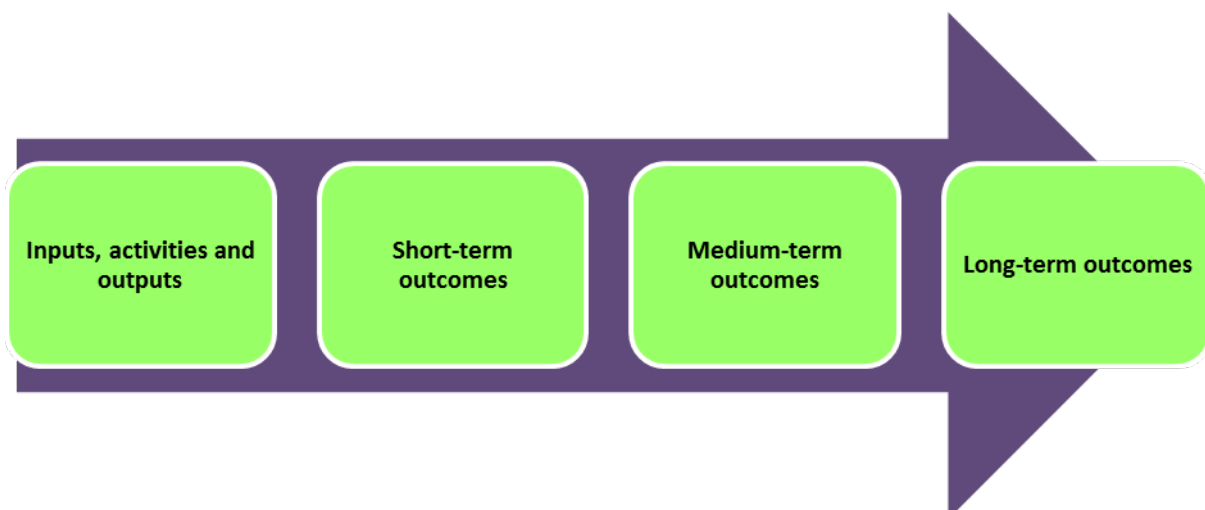 Inputs, activities and
outputs
Short-term
outcomes
Medium-term
outcomes
Long-term outcomes